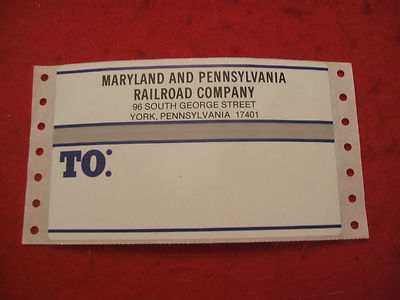 MARYLAND AND PENNSYLVANIA
RAILROAD COMPANY
96 SOUTH GEORGE STREET
YORK, PENNSYLVANIA 17401
TO: